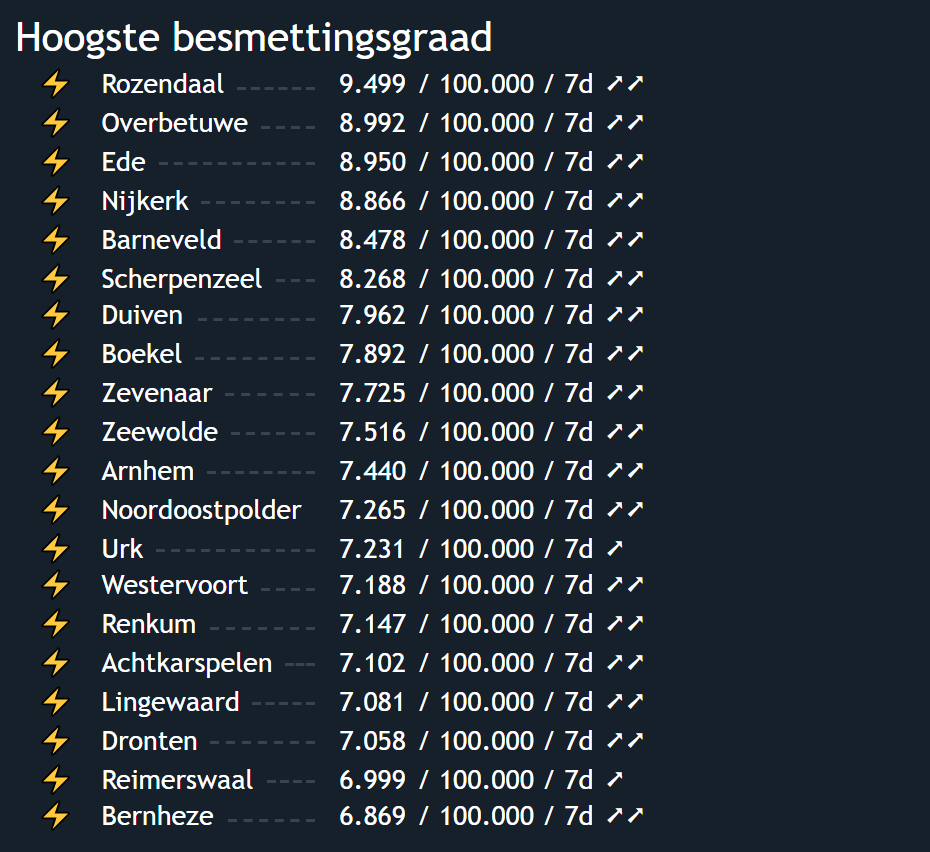 Hoogste besmettingsgraad
⚡ Rozendaal ------ 9.499 / 100.000 / 7d ➚➚
⚡ Overbetuwe ---- 8.992 / 100.000 / 7d ➚➚
⚡ Ede ----------- 8.950 / 100.000 / 7d ➚➚
⚡ Nijkerk -------- 8.866 / 100.000 / 7d ➚➚
⚡ Barneveld ------ 8.478 / 100.000 / 7d ➚➚
⚡ Scherpenzeel --- 8.268 / 100.000 / 7d ➚➚
⚡ Duiven -------- 7.962 / 100.000 / 7d ➚➚
⚡ Boekel -------- 7.892 / 100.000 / 7d ➚➚
⚡ Zevenaar ------ 7.725 / 100.000 / 7d ➚➚
⚡ Zeewolde ------ 7.516 / 100.000 / 7d ➚➚
⚡ Arnhem -------- 7.440 / 100.000 / 7d ➚➚
⚡ Noordoostpolder 7.265 / 100.000 / 7d ➚➚
⚡ Urk ----------- 7.231 / 100.000 / 7d ➚
⚡ Westervoort ---- 7.188 / 100.000 / 7d ➚➚
⚡ Renkum ------- 7.147 / 100.000 / 7d ➚➚
⚡ Achtkarspelen --- 7.102 / 100.000 / 7d ➚➚
⚡ Lingewaard ----- 7.081 / 100.000 / 7d ➚➚
⚡ Dronten ------- 7.058 / 100.000 / 7d ➚➚
⚡ Reimerswaal ---- 6.999 / 100.000 / 7d ➚
⚡ Bernheze ------ 6.869 / 100.000 / 7d ➚➚